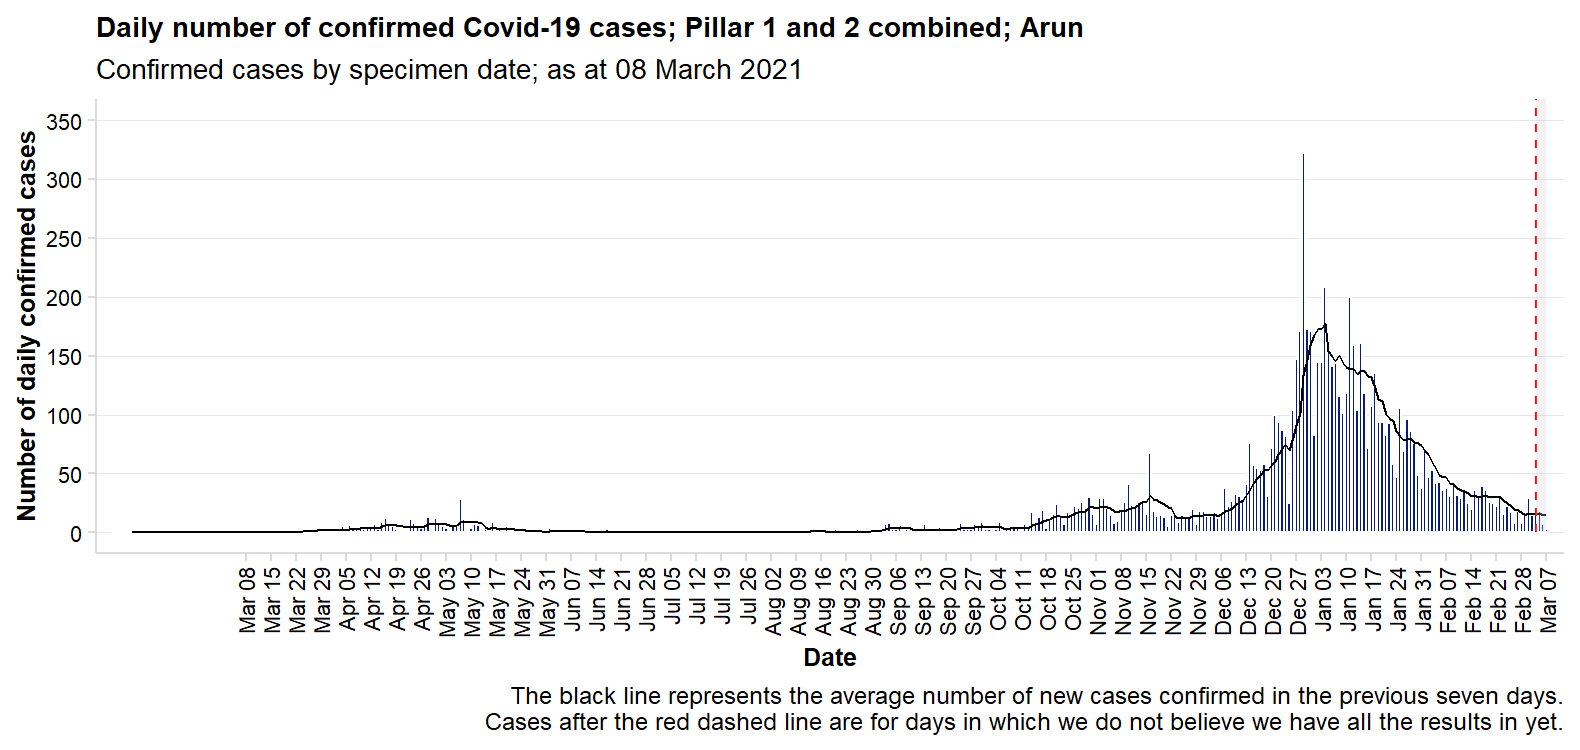 Daily number of confirmed Covid-19 cases; Pillar 1 and 2 combined; Arun
Confirmed cases by specimen date; as at 08 March 2021
Number of daily confirmed cases
350
300
250
200
150
100
50
0
Mar 08
Mar 15
Mar 22
Mar 29
Apr 05
Apr 12
Apr 19
Apr 26
May 03
May 10
May 17
May 24
May 31
Jun 07
Jun 14
Jun 21
Jun 28
Jul 05
Jul 12
Jul 19
Jul 26
Aug 02
Aug 09
Aug 16
Aug 23
Aug 30
Sep 06
Sep 13
Sep 20
Sep 27
Oct 04
Oct 11
Oct 18
Oct 25
Nov 01
Nov 08
Nov 15
Nov 22
Nov 29
Dec 06
Dec 13
Dec 20
Dec 27
Jan 03
Jan 10
Jan 17
Jan 24
Jan 31
Feb 07
Feb 14
Feb 21
Feb 28
Mar 07
Date
The black line represents the average number of new cases confirmed in the previous seven days.
Cases after the red dashed line are for days in which we do not believe we have all the results in yet.